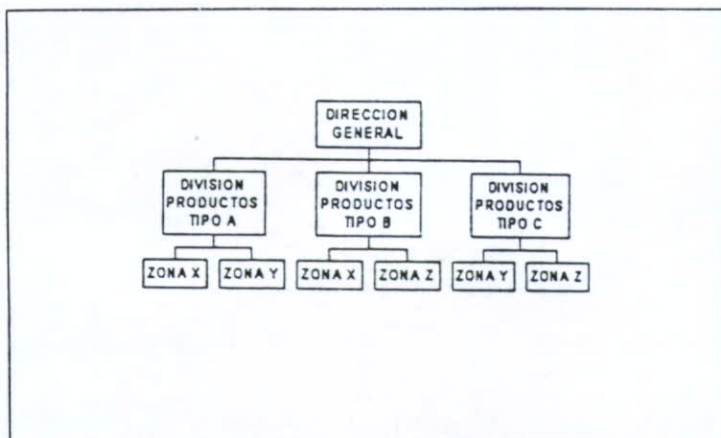 DIRECCION
GENERAL
DIVISION
PRODUCTOS
TIPO A
DIVISION
PRODUCTOS
TIPO B
DIVISION
PRODUCTOS
TIPO C
ZONA X
ZONA Y
ZONA X
ZONA Z
ZONA Y
ZONA Z